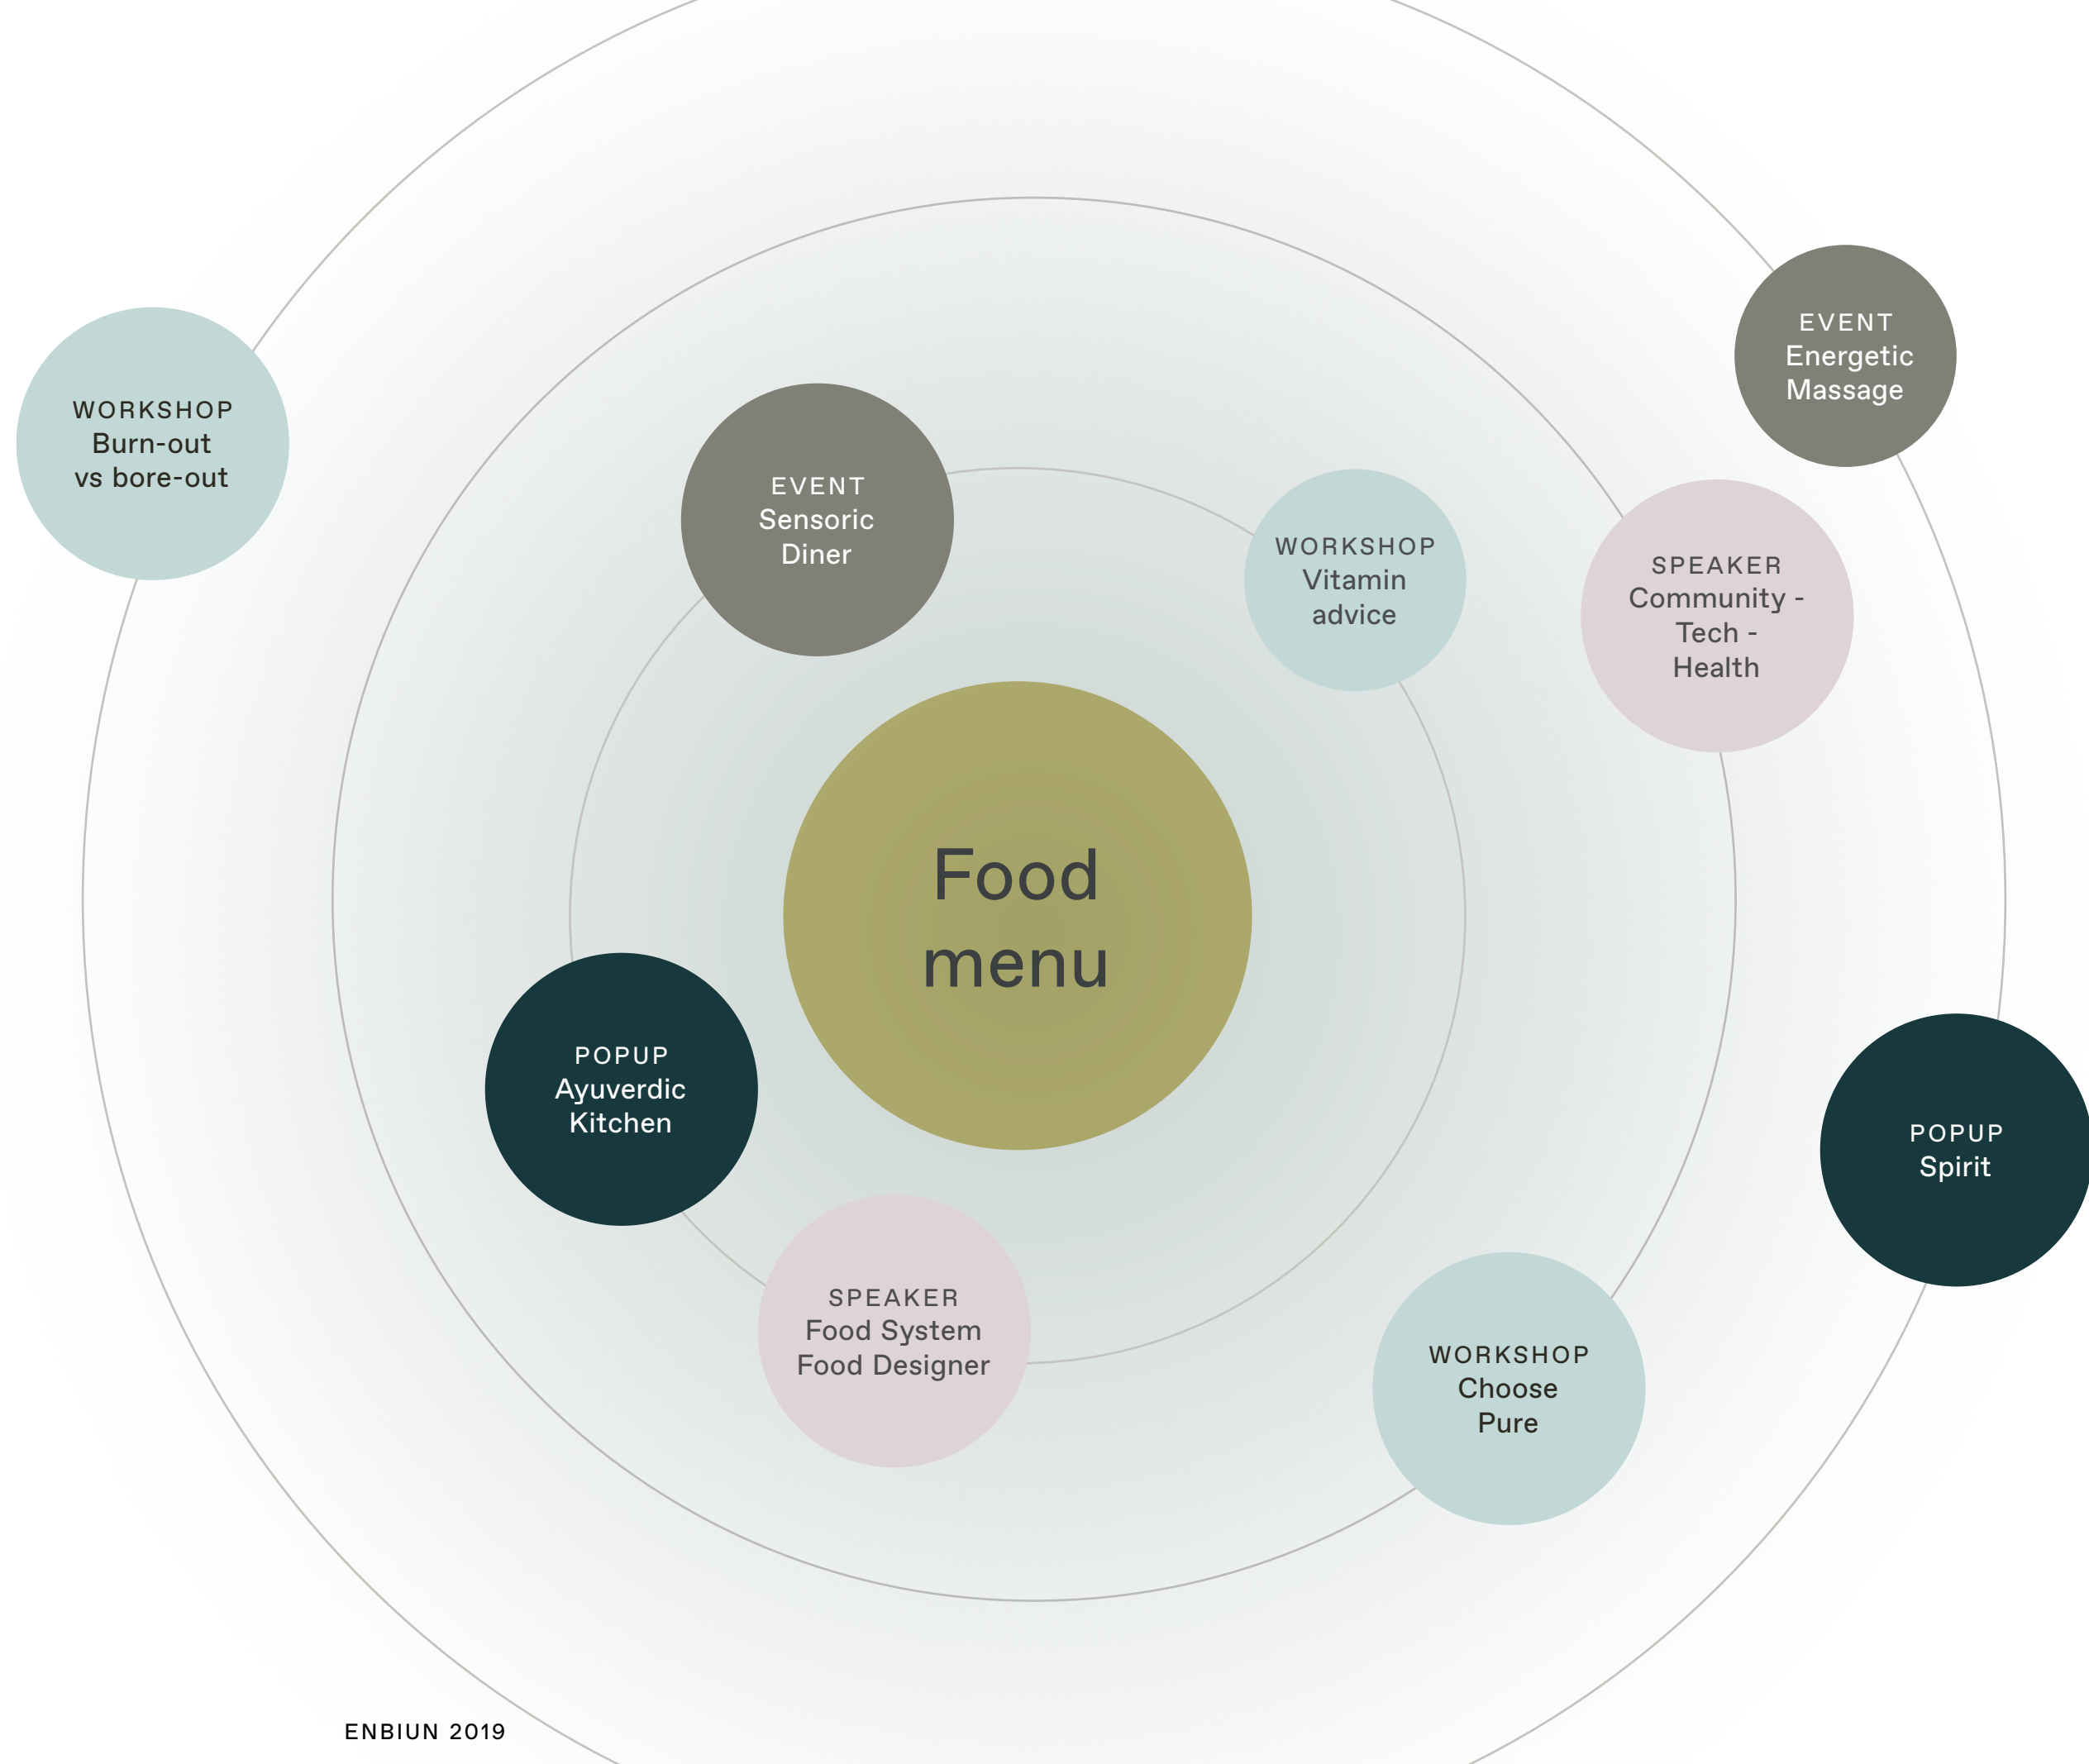 EVENT
Energetic
Massage
WORKSHOP
Burn-out
vs bore-out
EVENT
Sensoric
Diner
WORKSHOP
Vitamin
advice
SPEAKER
Community -
Tech -
Health
Food
menu
POPUP
Ayuverdic
Kitchen
POPUP
Spirit
SPEAKER
Food System
Food Designer
WORKSHOP
Choose
Pure
ENBIUN 2019